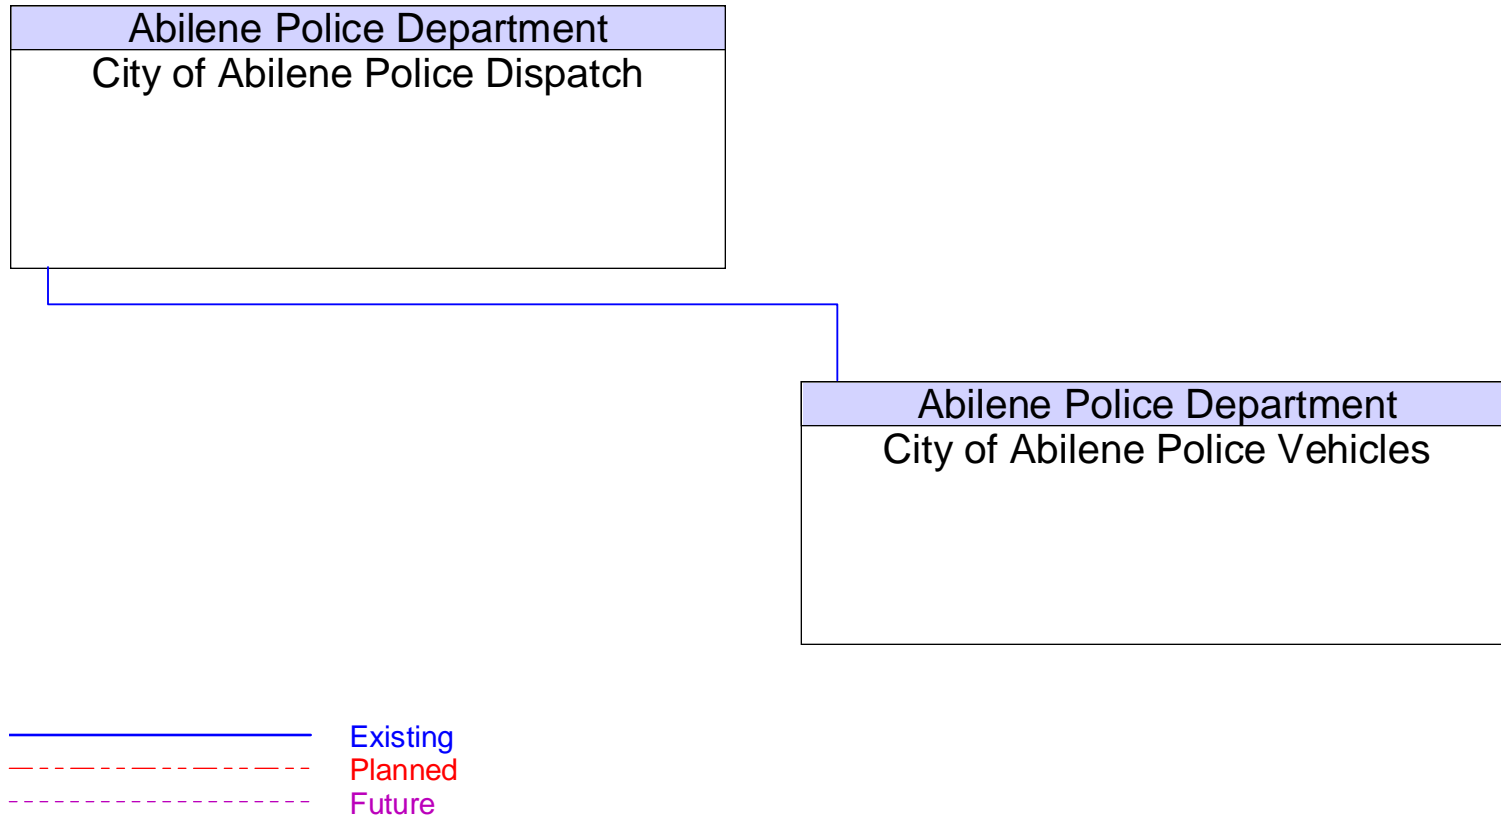 Abilene Police Department
City of Abilene Police Dispatch
Abilene Police Department
City of Abilene Police Vehicles
Existing
Planned
Future